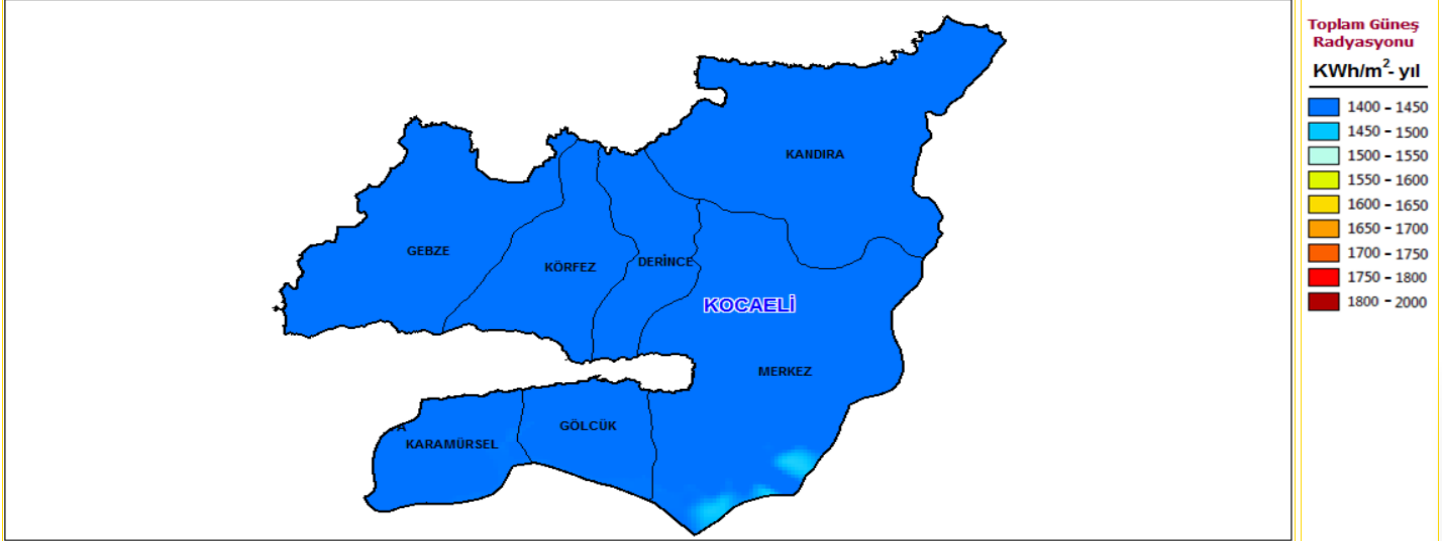 KANDIRA
GEBZE
KÖRFEZ
DERİNCE
KOCAELİ
MERKEZ
GÖLCÜK
A
KARAMÜRSEL
Toplam Güneş
Radyasyonu
KWh/m²- yıl
1400 - 1450
1450 - 1500
1500 - 1550
1550 - 1600
1600 - 1650
1650 - 1700
1700 - 1750
1750 - 1800
1800 - 2000